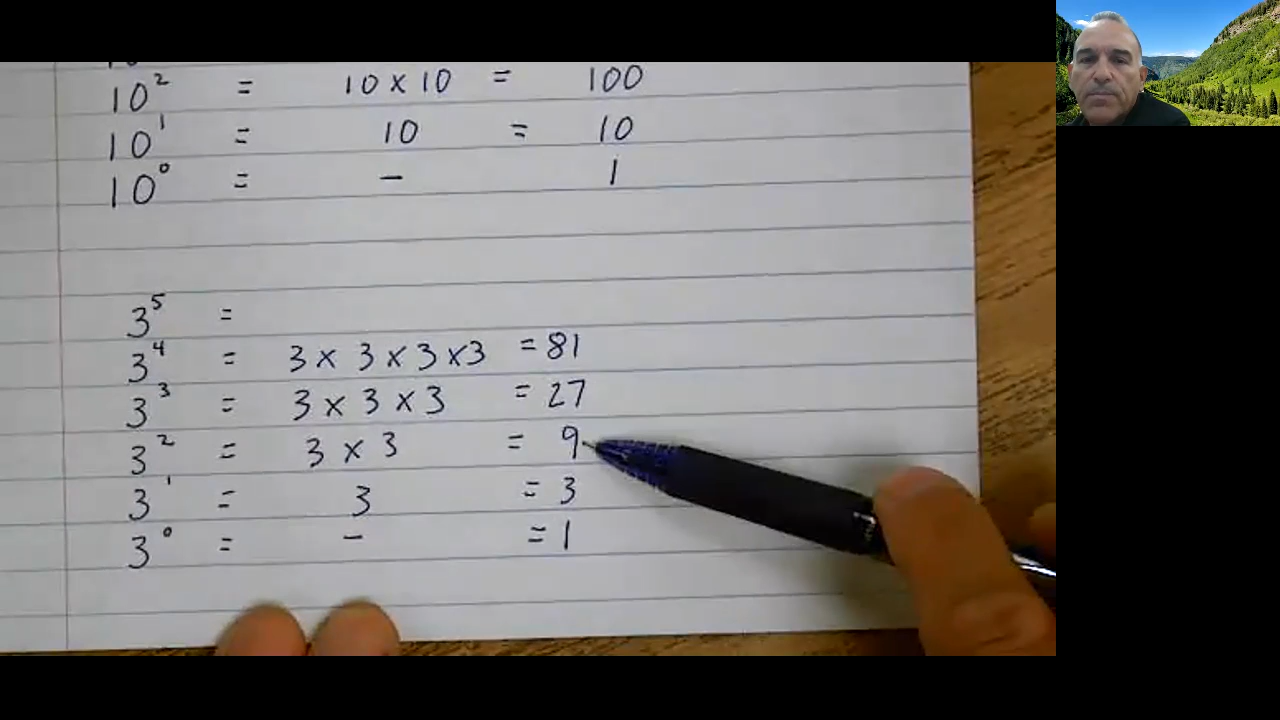 10² = 10 x 10 = 100
10¹ = 10 = 10
10⁰ = - 1
3⁵ =
3⁴ = 3 x 3 x 3 x 3 = 81
3³ = 3 x 3 x 3 = 27
3² = 3 x 3 = 9
3¹ = 3 = 3
3⁰ = - = 1